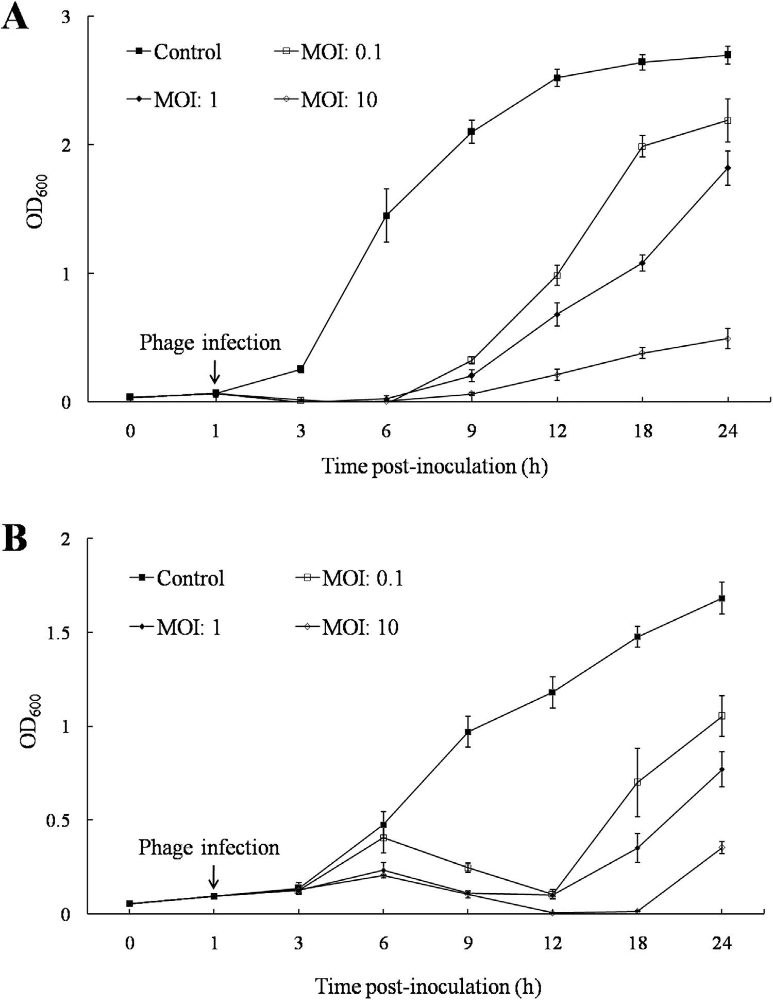 A
3
Control MOI: 0.1
MOI: 1 MOI: 10
2
OD600
1
Phage infection
0
0 1 3 6 9 12 18 24
Time post-inoculation (h)
B
2
Control MOI: 0.1
MOI: 1 MOI: 10
1.5
OD600
1
0.5
Phage infection
0
0 1 3 6 9 12 18 24
Time post-inoculation (h)